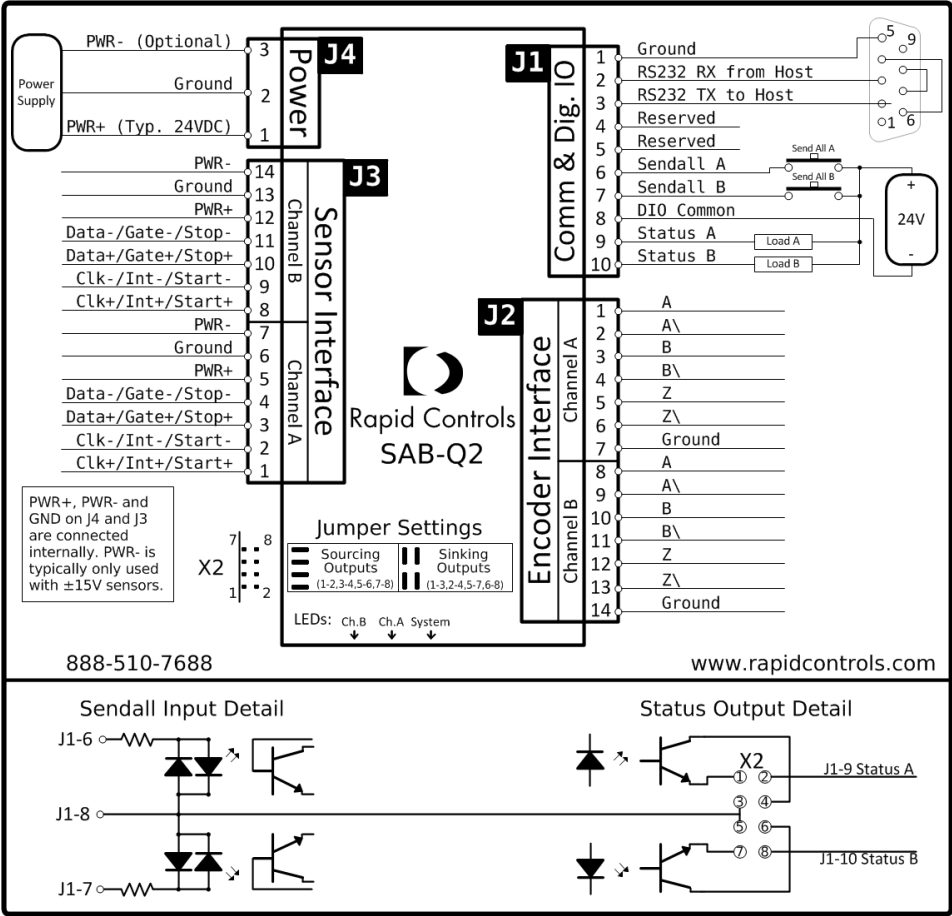 Power Supply
PWR- (Optional)
Ground
PWR+ (Typ. 24VDC)
3
2
1
Power
J4
PWR- 14
Ground 13
PWR+ 12
Data-/Gate-/Stop- 11
Data+/Gate+/Stop+ 10
Clk-/Int-/Start- 9
Clk+/Int+/Start+ 8
PWR- 7
Ground 6
PWR+ 5
Data-/Gate-/Stop- 4
Data+/Gate+/Stop+ 3
Clk-/Int-/Start- 2
Clk+/Int+/Start+ 1
Channel B
Channel A
Sensor Interface
J3
PWR+, PWR- and
GND on J4 and J3
are connected
internally. PWR- is
typically only used
with ±15V sensors.
Rapid Controls
SAB-Q2
Jumper Settings
X2
7 8
1 2
Sourcing
Outputs
(1-2,3-4,5-6,7-8)
Sinking
Outputs
(1-3,2-4,5-7,6-8)
LEDs: Ch.B Ch.A System
J1
Comm & Dig. IO
1 Ground
2 RS232 RX from Host
3 RS232 TX to Host
4 Reserved
5 Reserved
6 Sendall A
7 Sendall B
8 DIO Common
9 Status A
10 Status B
5
9
1 6
Send All A
Send All B
Load A
Load B
+
24V
-
J2
Encoder Interface
Channel A
Channel B
1 A
2 A\
3 B
4 B\
5 Z
6 Z\
7 Ground
8 A
9 A\
10 B
11 B\
12 Z
13 Z\
14 Ground
888-510-7688
www.rapidcontrols.com
Sendall Input Detail
J1-6
J1-8
J1-7
Status Output Detail
X2
1 2
3 4
5 6
7 8
J1-9 Status A
J1-10 Status B